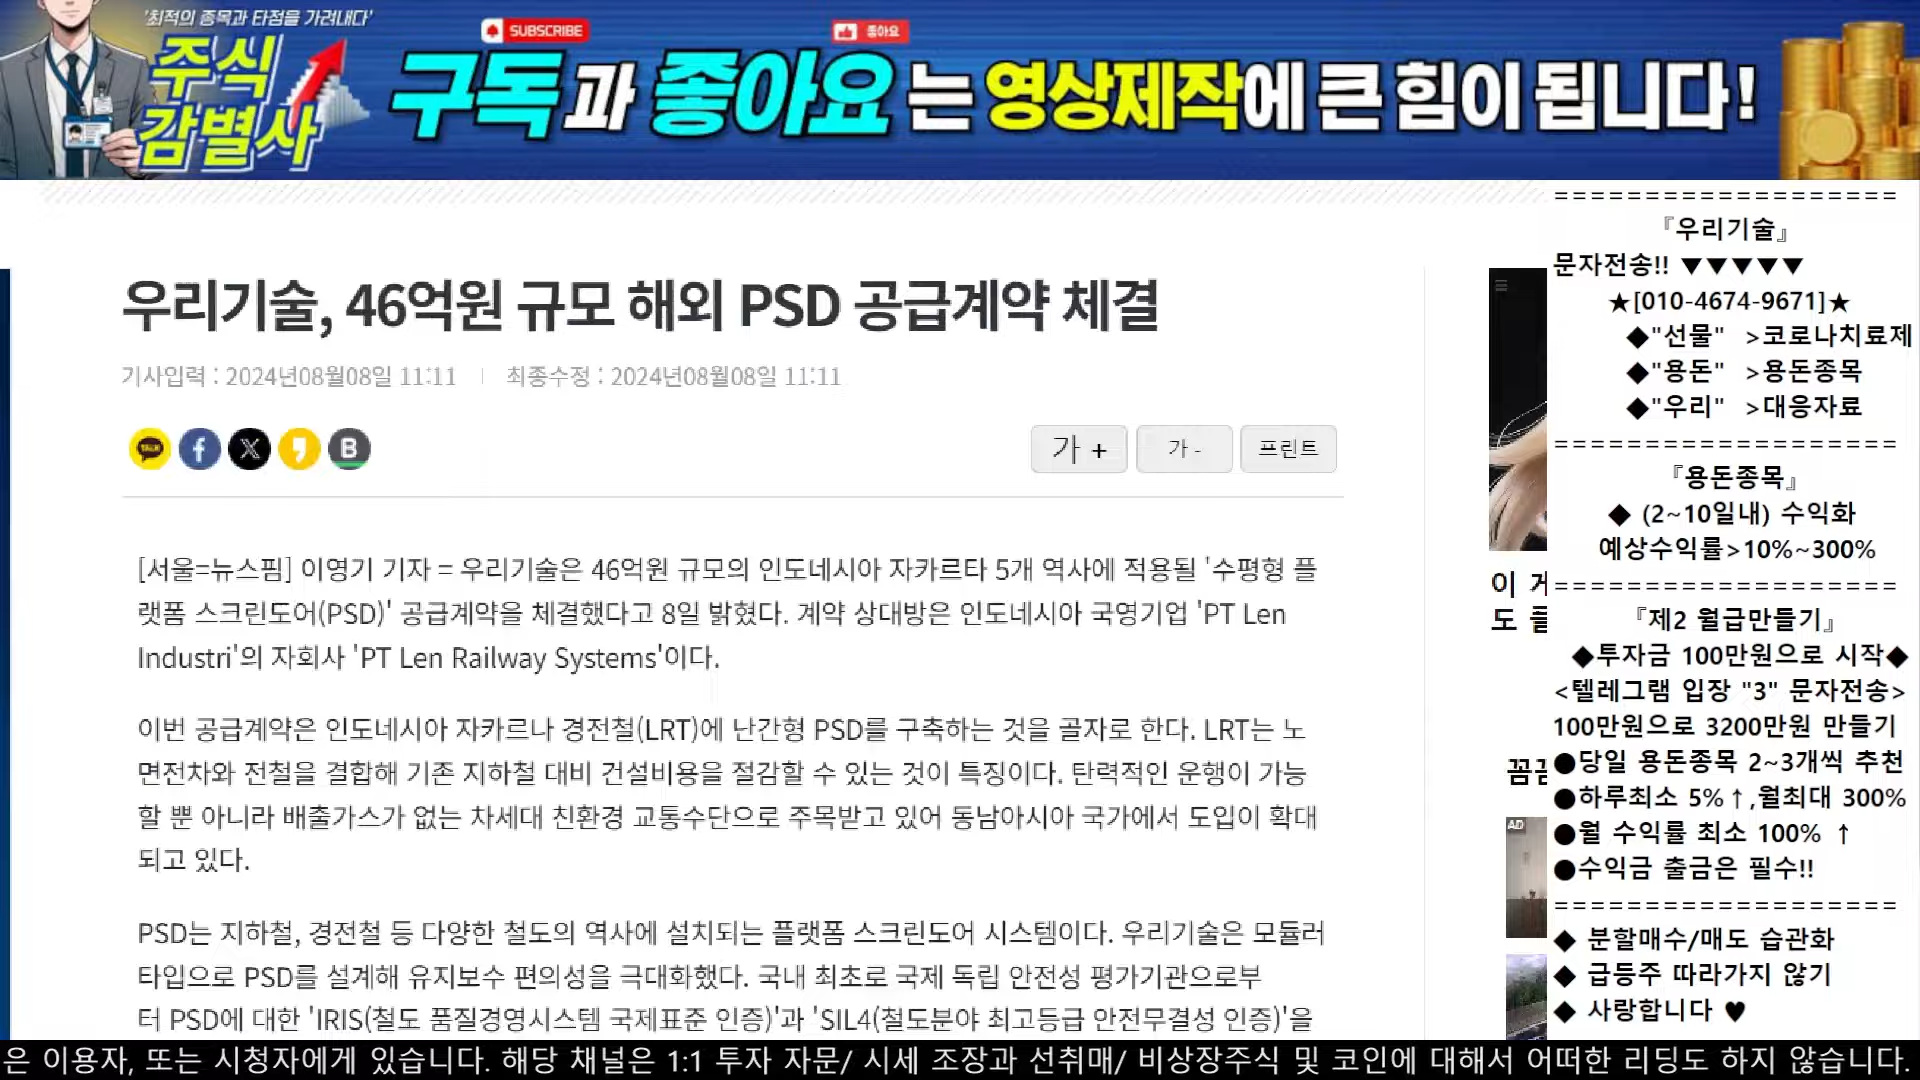 '최적의 종목과 타점을 가려내다'
주식
감별사
SUBSCRIBE
좋아요
구독과 좋아요는 영상제작에 큰 힘이 됩니다!
우리기술, 46억원 규모 해외 PSD 공급계약 체결
기사입력 : 2024년08월08일 11:11 | 최종수정 : 2024년08월08일 11:11
TALK
f
X
B
가 +
가 -
프린트
[서울=뉴스핌] 이영기 기자 = 우리기술은 46억원 규모의 인도네시아 자카르타 5개 역사에 적용될 '수평형 플
랫폼 스크린도어(PSD)' 공급계약을 체결했다고 8일 밝혔다. 계약 상대방은 인도네시아 국영기업 'PT Len
Industri'의 자회사 'PT Len Railway Systems'이다.
이번 공급계약은 인도네시아 자카르나 경전철(LRT)에 난간형 PSD를 구축하는 것을 골자로 한다. LRT는 노
면전차와 전철을 결합해 기존 지하철 대비 건설비용을 절감할 수 있는 것이 특징이다. 탄력적인 운행이 가능
할 뿐 아니라 배출가스가 없는 차세대 친환경 교통수단으로 주목받고 있어 동남아시아 국가에서 도입이 확대
되고 있다.
PSD는 지하철, 경전철 등 다양한 철도의 역사에 설치되는 플랫폼 스크린도어 시스템이다. 우리기술은 모듈러
타입으로 PSD를 설계해 유지보수 편의성을 극대화했다. 국내 최초로 국제 독립 안전성 평가기관으로부
터 PSD에 대한 'IRIS(철도 품질경영시스템 국제표준 인증)'과 'SIL4(철도분야 최고등급 안전무결성 인증)'을
이
도
AD
===================
『우리기술』
문자전송!! ▼▼▼▼▼
★[010-4674-9671]★
◆"선물" >코로나치료제
◆"용돈" >용돈종목
◆"우리" >대응자료
===================
『용돈종목』
◆ (2~10일내) 수익화
예상수익률>10%~300%
===================
『제2 월급만들기』
◆투자금 100만원으로 시작◆
<텔레그램 입장 "3" 문자전송>
100만원으로 3200만원 만들기
●당일 용돈종목 2~3개씩 추천
●하루최소 5%↑,월최대 300%
●월 수익률 최소 100% ↑
●수익금 출금은 필수!!
===================
◆ 분할매수/매도 습관화
◆ 급등주 따라가지 않기
◆ 사랑합니다 ♥
은 이용자, 또는 시청자에게 있습니다. 해당 채널은 1:1 투자 자문/ 시세 조장과 선취매/ 비상장주식 및 코인에 대해서 어떠한 리딩도 하지 않습니다.